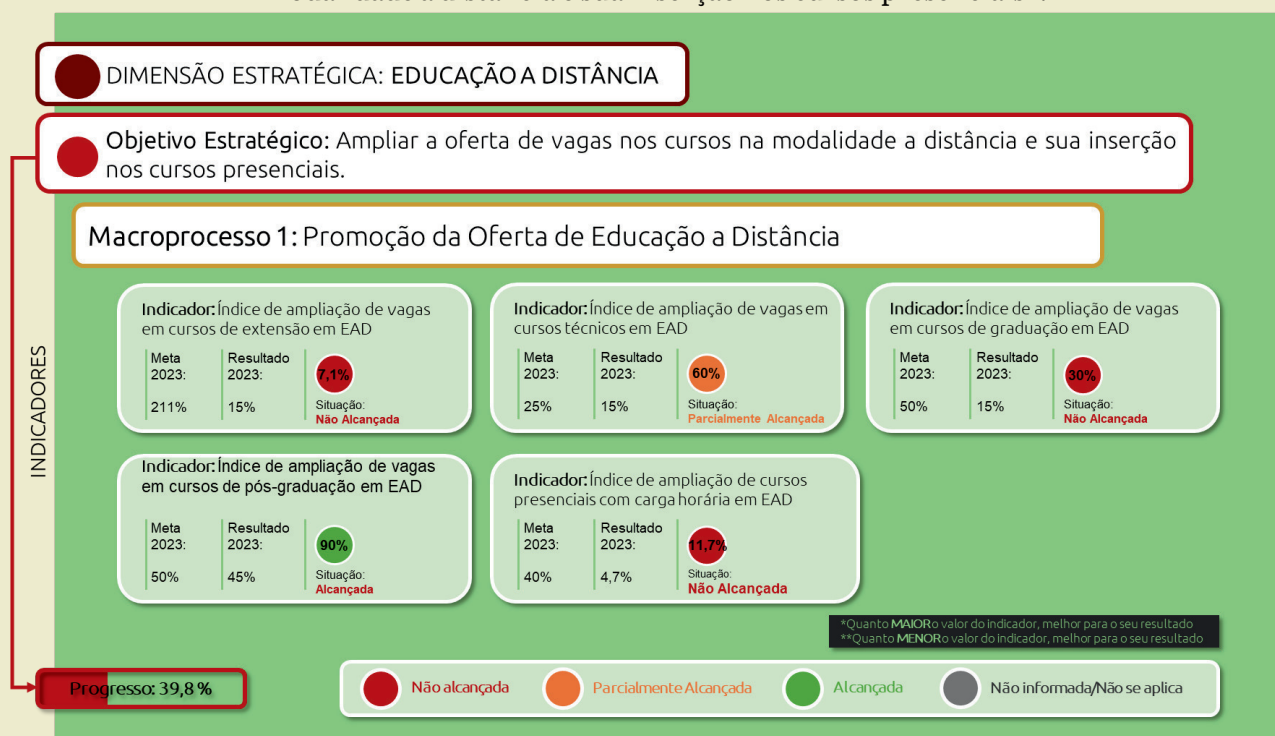 DIMENSÃO ESTRATÉGICA: EDUCAÇÃO A DISTÂNCIA
Objetivo Estratégico: Ampliar a oferta de vagas nos cursos na modalidade a distância e sua inserção
nos cursos presenciais.
Macroprocesso 1: Promoção da Oferta de Educação a Distância
INDICADORES
Indicador: Índice de ampliação de vagas
em cursos de extensão em EAD
Meta
2023:
211%
Resultado
2023:
15%
7,1%
Situação:
Não Alcançada
Indicador: Índice de ampliação de vagas em
cursos técnicos em EAD
Meta
2023:
25%
Resultado
2023:
15%
60%
Situação:
Parcialmente Alcançada
Indicador: Índice de ampliação de vagas
em cursos de graduação em EAD
Meta
2023:
50%
Resultado
2023:
15%
30%
Situação:
Não Alcançada
Indicador: Índice de ampliação de vagas
em cursos de pós-graduação em EAD
Meta
2023:
50%
Resultado
2023:
45%
90%
Situação:
Alcançada
Indicador: Índice de ampliação de cursos
presenciais com carga horária em EAD
Meta
2023:
40%
Resultado
2023:
4,7%
11,7%
Situação:
Não Alcançada
*Quanto MAIOR o valor do indicador, melhor para o seu resultado
**Quanto MENOR o valor do indicador, melhor para o seu resultado
Progresso: 39,8 %
Não alcançada
Parcialmente Alcançada
Alcançada
Não informada/Não se aplica